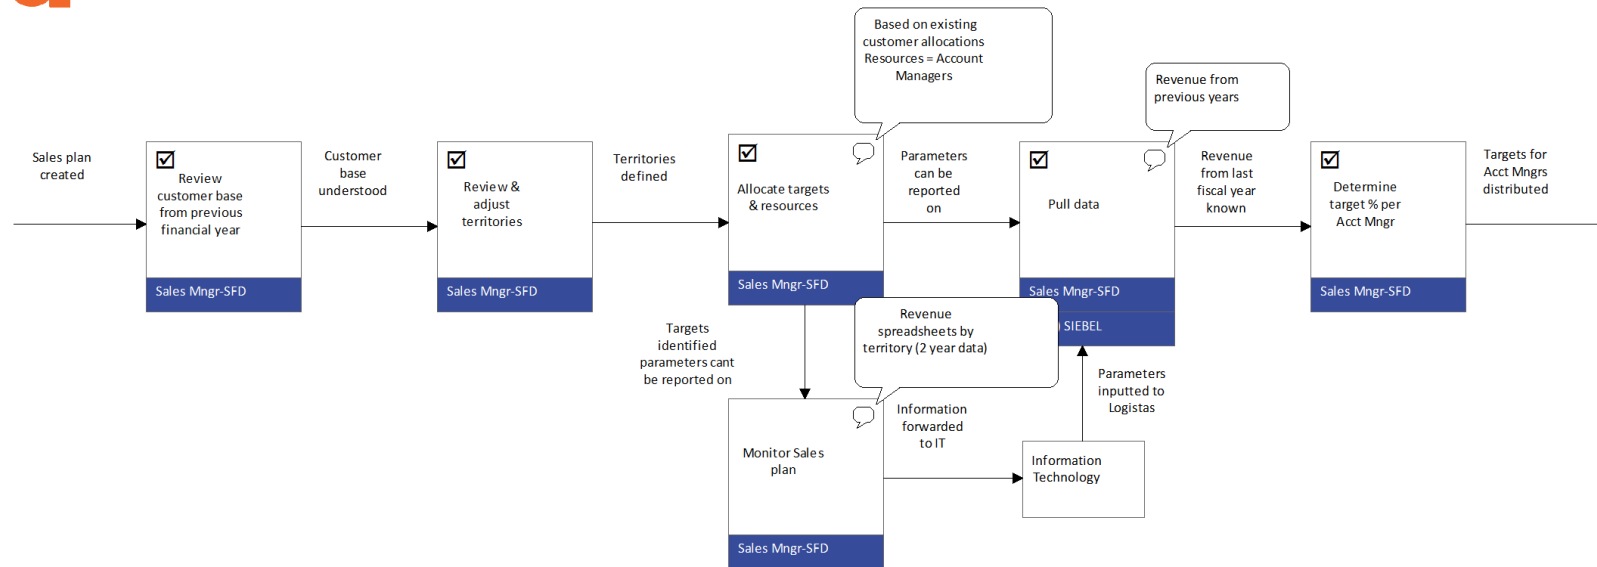 Based on existing
customer allocations
Resources = Account
Managers
Revenue from
previous years
Sales plan
created
Review
customer base
from previous
financial year
Sales Mngr-SFD
Customer
base
understood
Review &
adjust
territories
Sales Mngr-SFD
Territories
defined
Allocate targets
& resources
Sales Mngr-SFD
Parameters
can be
reported
on
Pull data
Sales Mngr-SFD
SIEBEL
Revenue
from last
fiscal year
known
Determine
target % per
Acct Mngr
Sales Mngr-SFD
Targets for
Acct Mngrs
distributed
Targets
identified
parameters cant
be reported on
Revenue
spreadsheets by
territory (2 year data)
Monitor Sales
plan
Sales Mngr-SFD
Information
forwarded
to IT
Information
Technology
Parameters
inputted to
Logistas